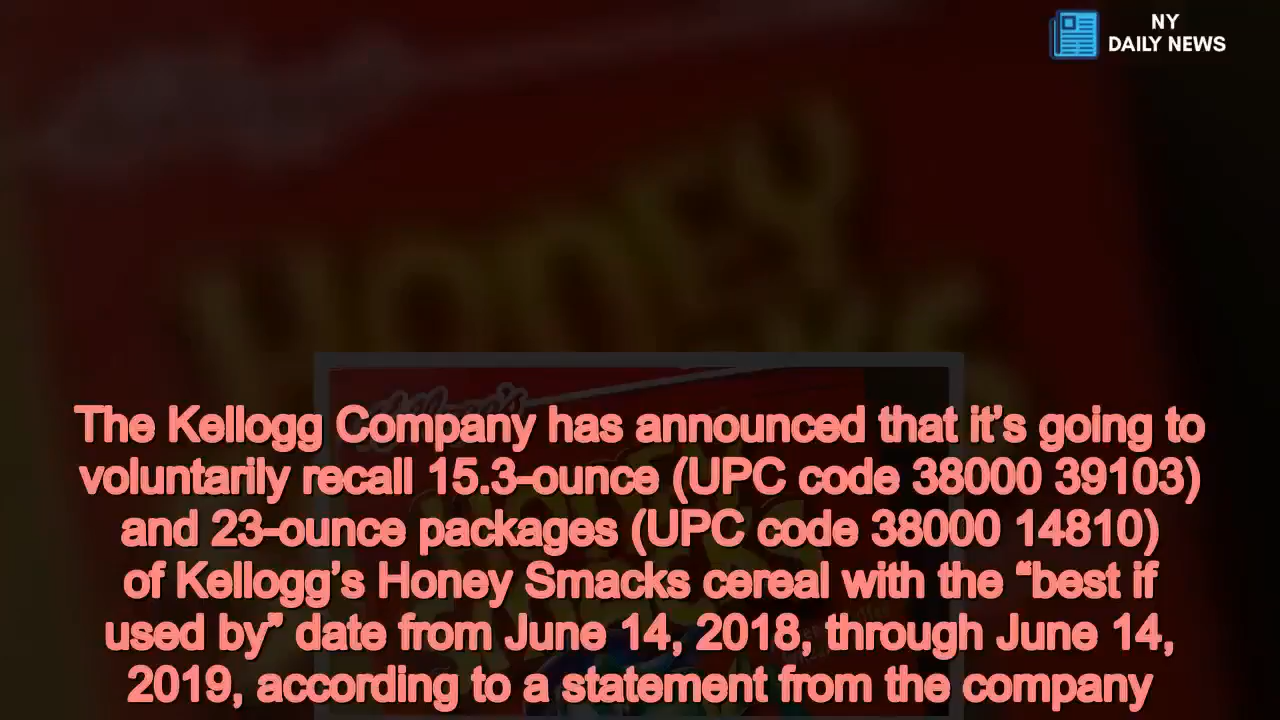 NY
DAILY NEWS
HONEY
Kellogg's
The Kellogg Company has announced that it’s going to
voluntarily recall 15.3-ounce (UPC code 38000 39103)
and 23-ounce packages (UPC code 38000 14810)
of Kellogg’s Honey Smacks cereal with the “best if
used by” date from June 14, 2018, through June 14,
2019, according to a statement from the company